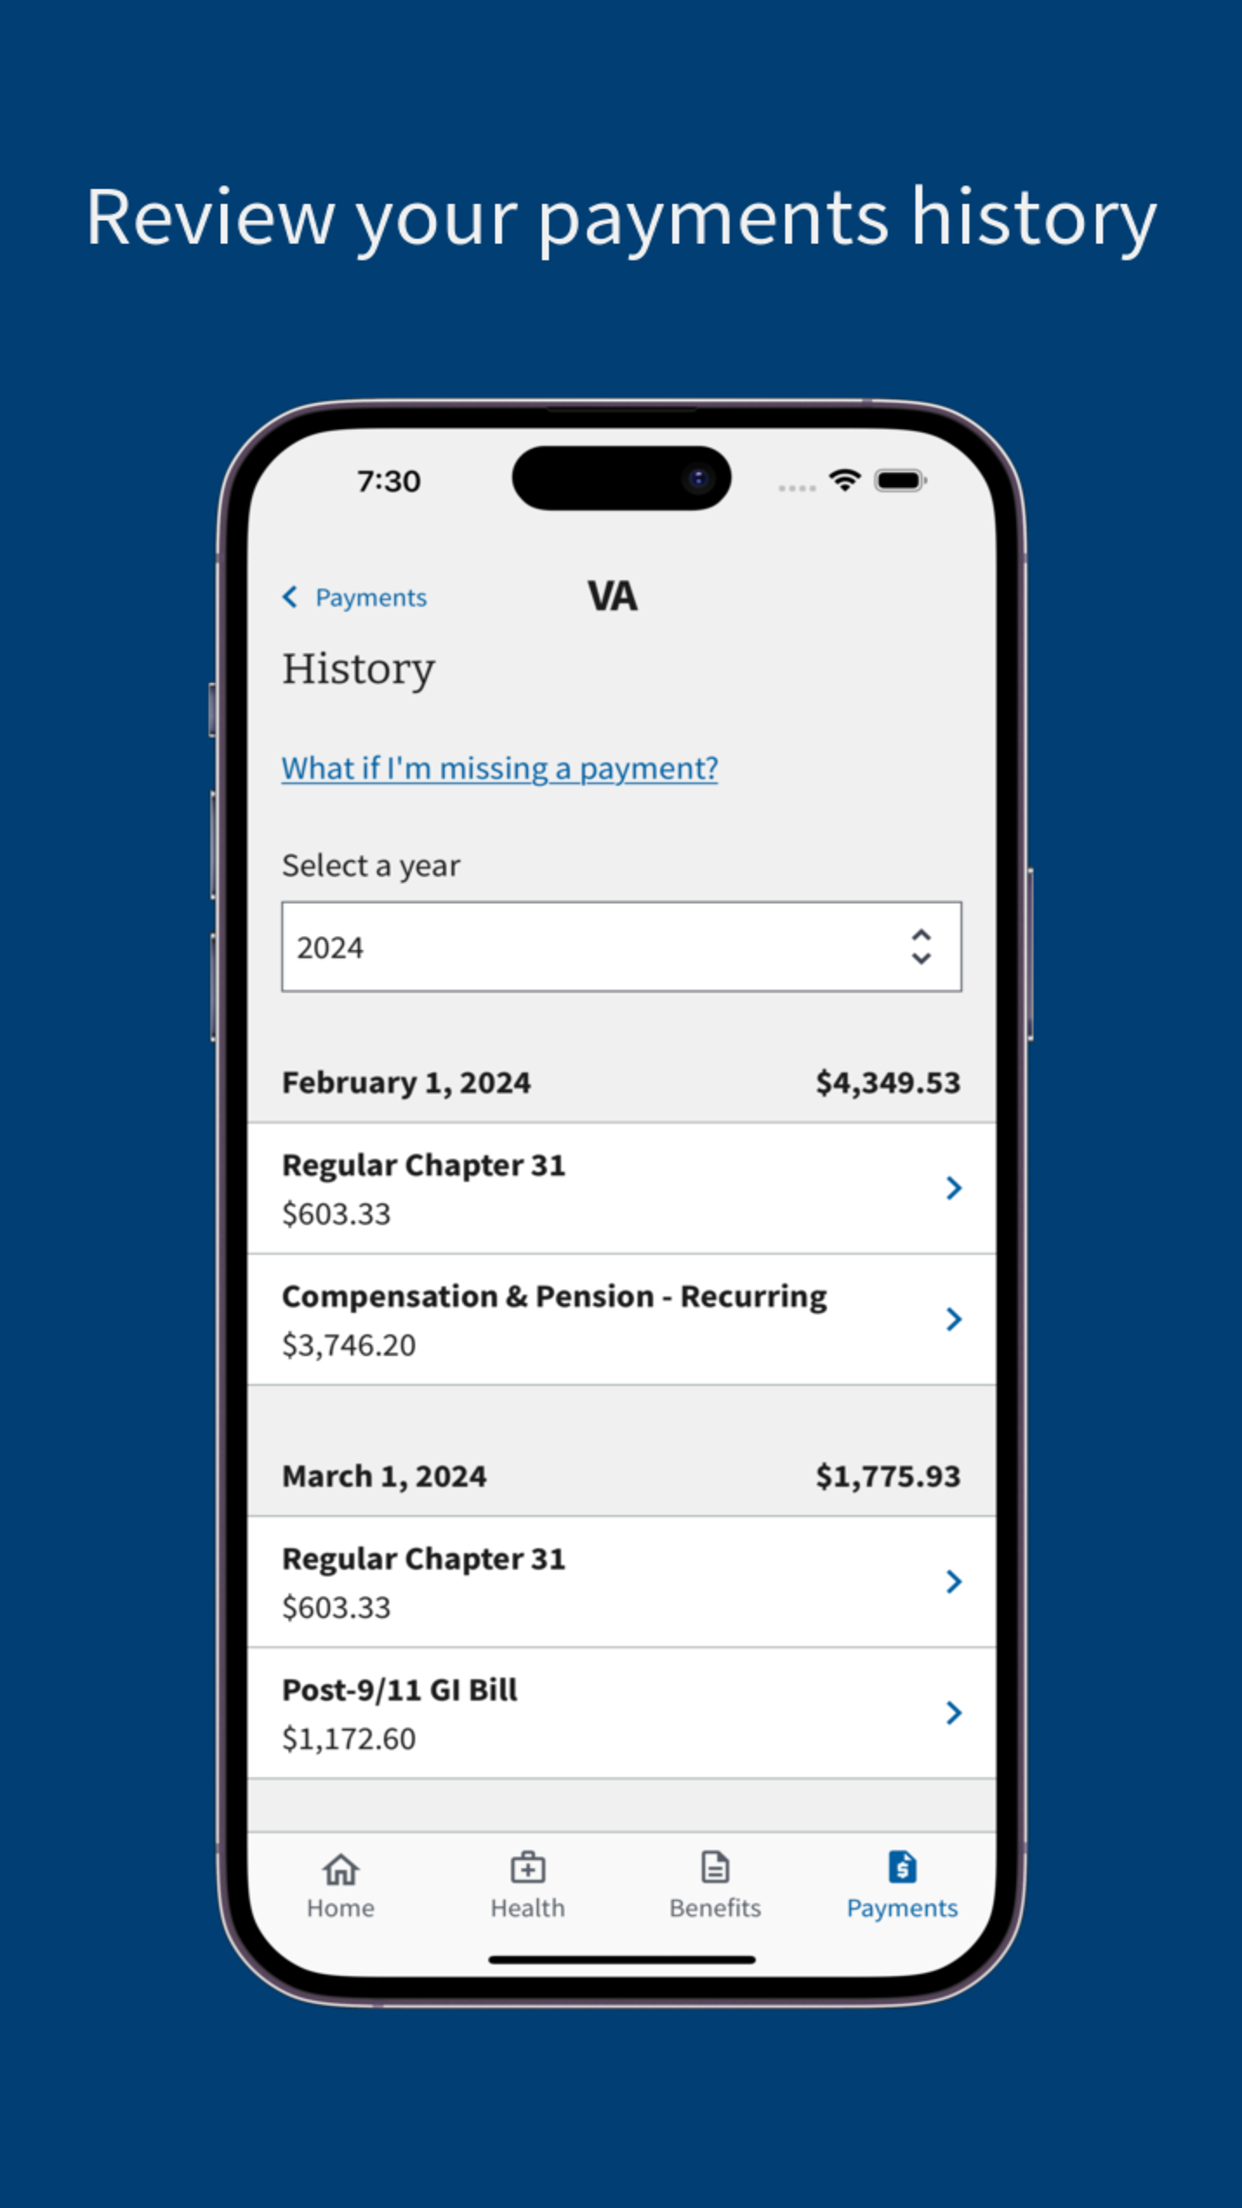 Review your payments history
7:30
Payments
VA
History
What if I'm missing a payment?
Select a year
2024
February 1, 2024 $4,349.53
Regular Chapter 31
$603.33
Compensation & Pension - Recurring
$3,746.20
March 1, 2024 $1,775.93
Regular Chapter 31
$603.33
Post-9/11 GI Bill
$1,172.60
Home Health Benefits Payments